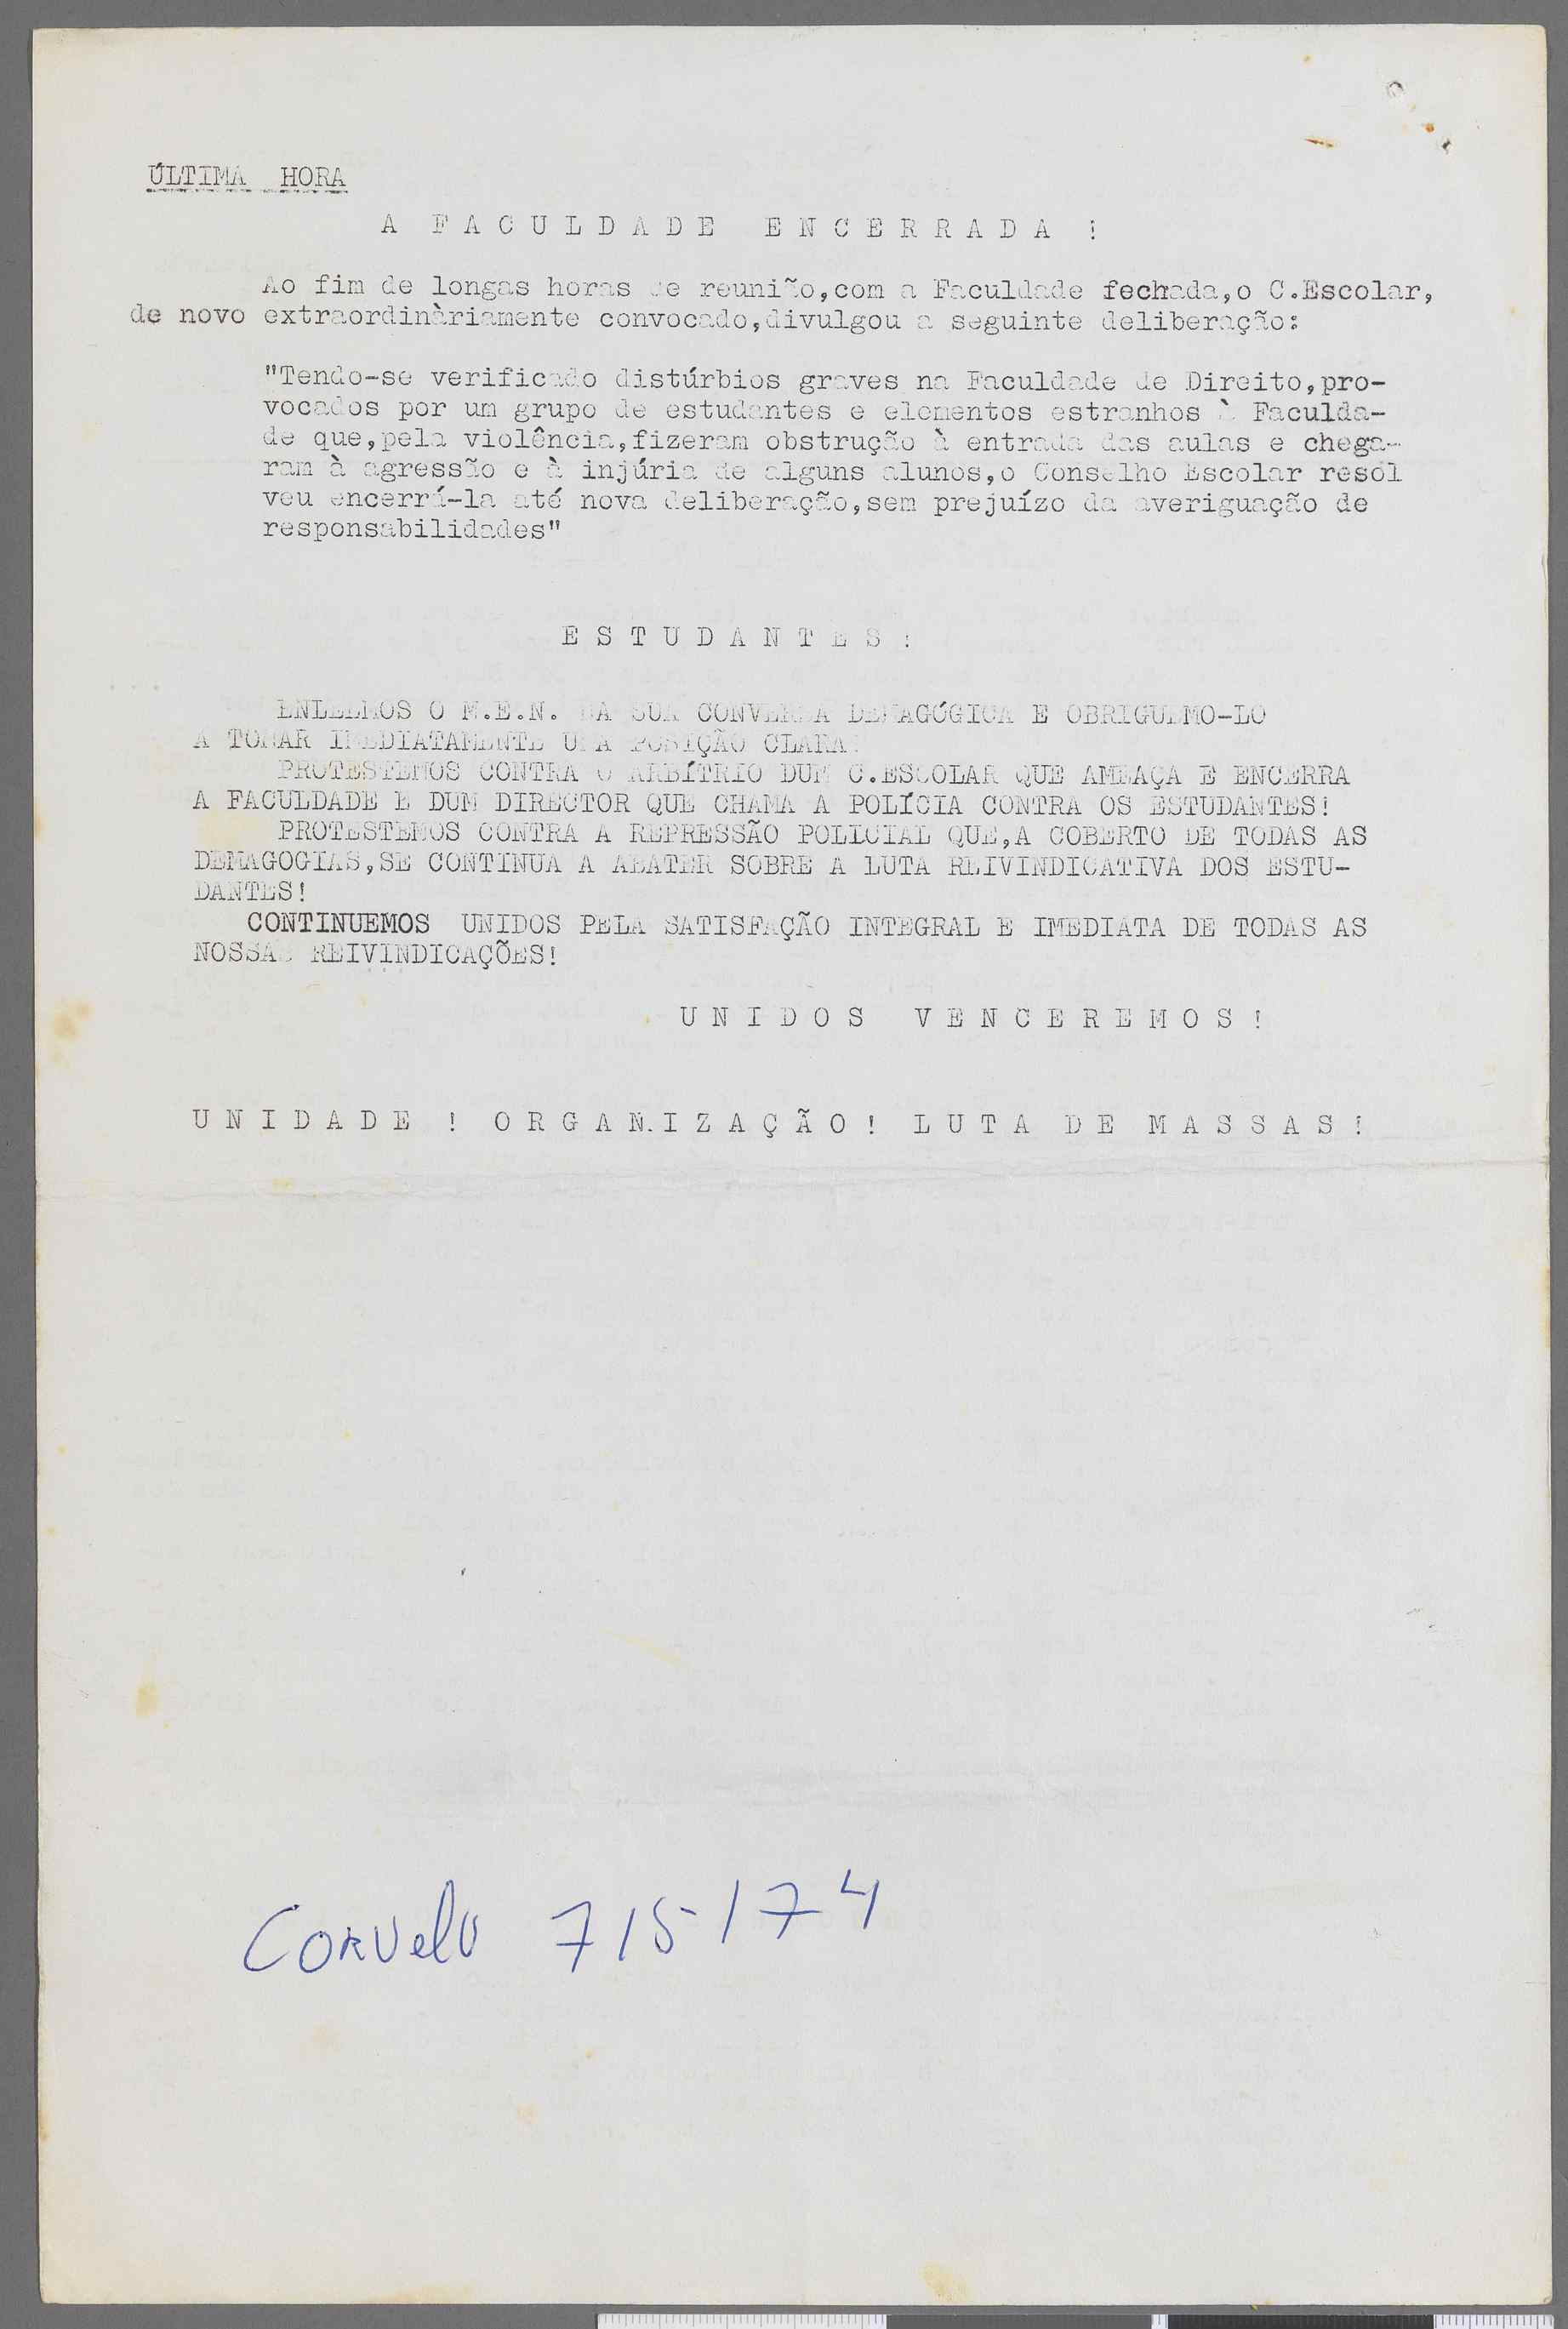 ÚLTIMA HORA
A FACULDADE ENCERRADA !
Ao fim de longas horas de reunião,com a Faculdade fechada,o C.Escolar,
de novo extraordinàriamente convocado,divulgou a seguinte deliberação:
"Tendo-se verificado distúrbios graves na Faculdade de Direito,pro-
vocados por um grupo de estudantes e elementos estranhos à Faculda-
de que,pela violência,fizeram obstrução à entrada das aulas e chega-
ram à agressão e à injúria de alguns alunos,o Conselho Escolar resol
veu encerrá-la até nova deliberação,sem prejuízo da averiguação de
responsabilidades"
ESTUDANTES!
O M.E.N. DA SUA CONVERSA DEMAGÓGICA E OBRIGUEMO-LO
A TOMAR IMEDIATAMENTE UMA POSIÇÃO CLARA!
PROTESTEMOS CONTRA O ARBÍTRIO DUM C.ESCOLAR QUE AMEAÇA E ENCERRA
A FACULDADE E DUM DIRECTOR QUE CHAMA A POLÍCIA CONTRA OS ESTUDANTES!
PROTESTEMOS CONTRA A REPRESSÃO POLICIAL QUE,A COBERTO DE TODAS AS
DEMAGOGIAS,SE CONTINUA A ABATER SOBRE A LUTA REIVINDICATIVA DOS ESTU-
DANTES!
CONTINUEMOS UNIDOS PELA SATISFAÇÃO INTEGRAL E IMEDIATA DE TODAS AS
NOSSAS REIVINDICAÇÕES!
UNIDOS VENCEREMOS!
UNIDADE ! ORGANIZAÇÃO! LUTA DE MASSAS!
Corvelo 7/5/74